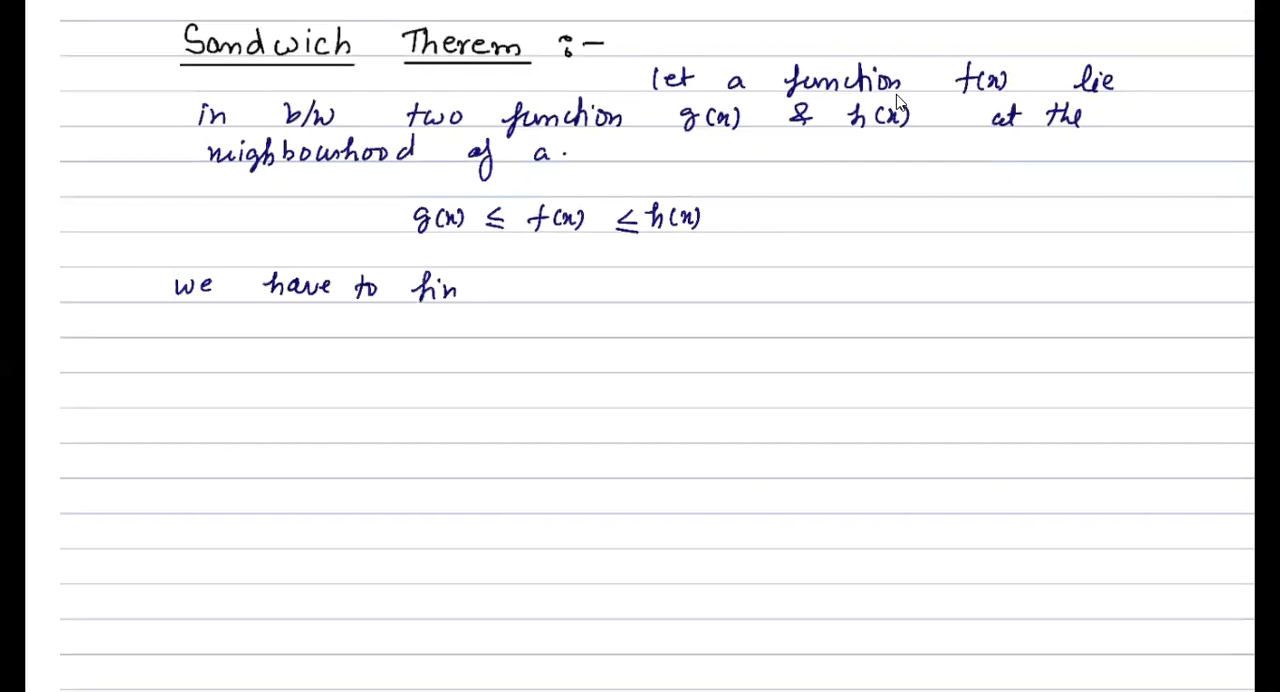 Sandwich Therem :-
let a function f(x) lie
in b/w two function g(x) & h(x) at the
neighbourhood of a.
g(x) ≤ f(x) ≤ h(x)
we have to fin